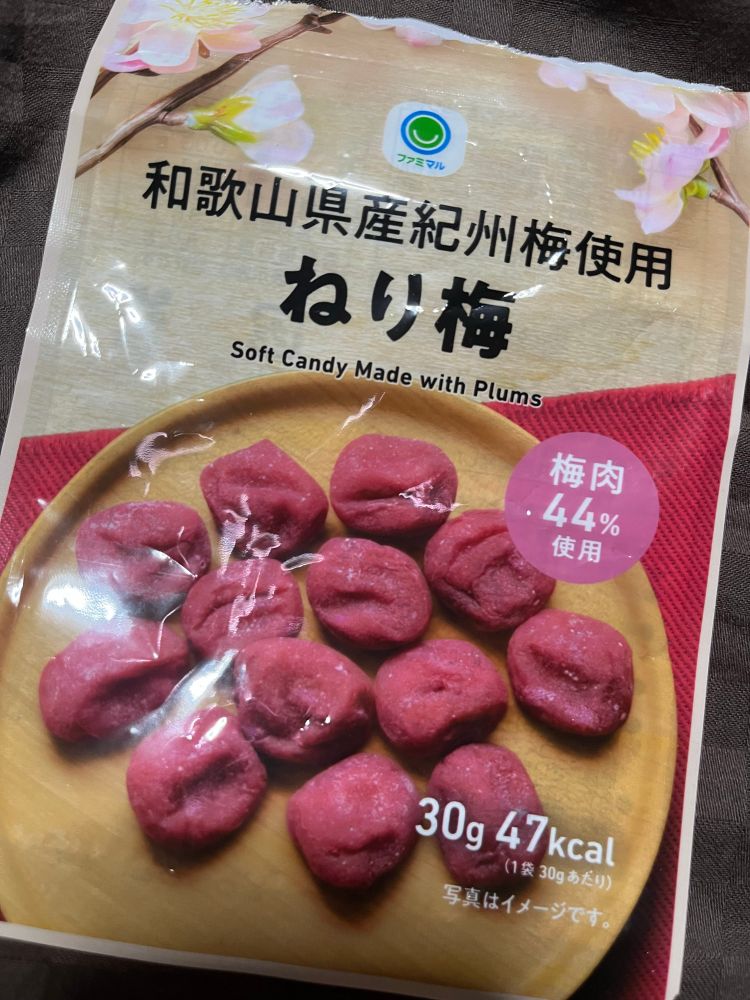 ファミマル
和歌山県産紀州梅使用
ねり梅
Soft Candy Made with Plums
梅肉
44%
使用
30g 47kcal
(1袋 30gあたり)
写真はイメージです。